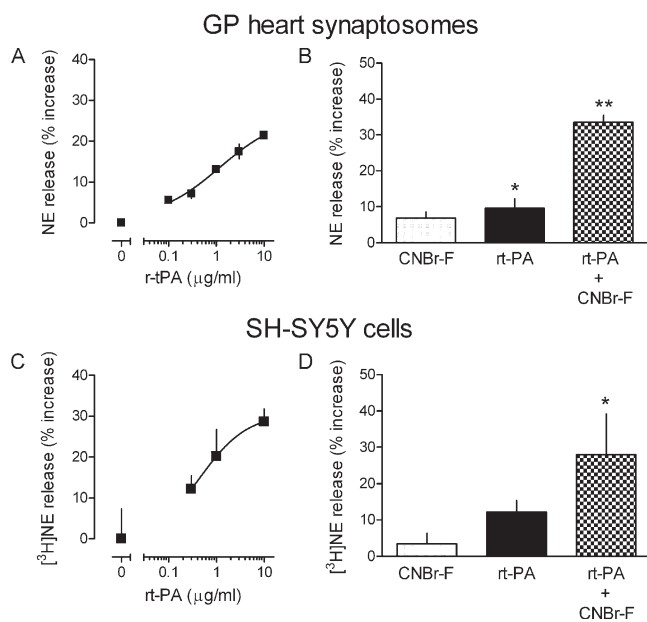 GP heart synaptosomes
A
NE release (% increase)
40
30
20
10
0
0
0.1
1
10
r-tPA (μg/ml)
B
NE release (% increase)
50
40
30
20
10
0
*
**
CNBr-F
rt-PA
rt-PA
+
CNBr-F
SH-SY5Y cells
C
[³H]NE release (% increase)
40
30
20
10
0
0
0.1
1
10
rt-PA (μg/ml)
D
[³H]NE release (% increase)
50
40
30
20
10
0
*
CNBr-F
rt-PA
rt-PA
+
CNBr-F